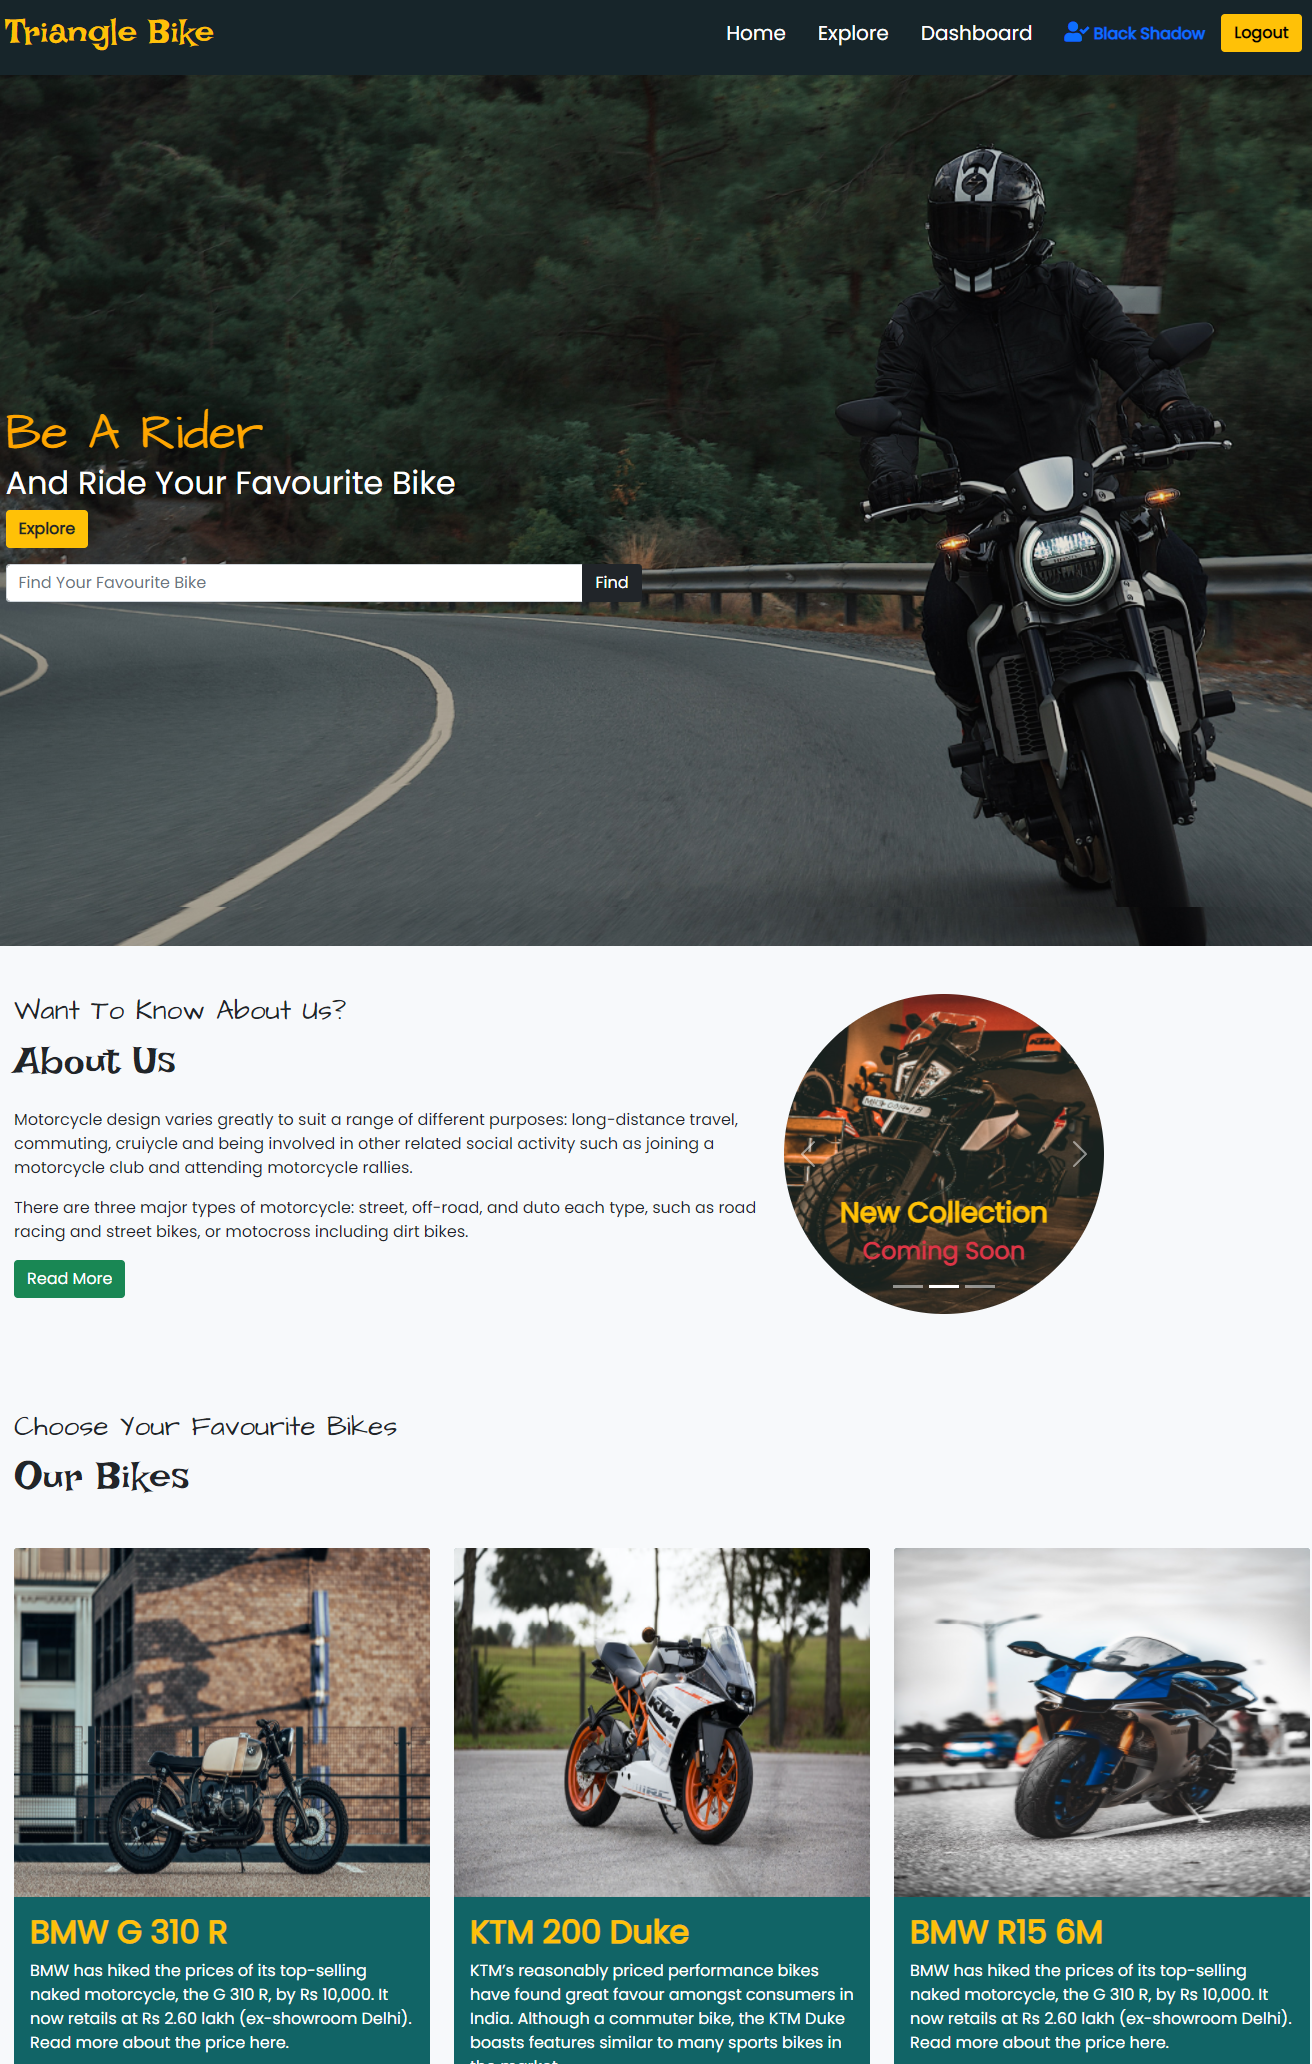 Triangle Bike
Home Explore Dashboard Black Shadow Logout
Be A Rider
And Ride Your Favourite Bike
Explore
Find Your Favourite Bike Find
Want To Know About Us?
About Us
Motorcycle design varies greatly to suit a range of different purposes: long-distance travel,
commuting, cruiycle and being involved in other related social activity such as joining a
motorcycle club and attending motorcycle rallies.
There are three major types of motorcycle: street, off-road, and duto each type, such as road
racing and street bikes, or motocross including dirt bikes.
Read More
KTM
New Collection
Coming Soon
Choose Your Favourite Bikes
Our Bikes
KTM
BMW G 310 R
BMW has hiked the prices of its top-selling
naked motorcycle, the G 310 R, by Rs 10,000. It
now retails at Rs 2.60 lakh (ex-showroom Delhi).
Read more about the price here.
KTM 200 Duke
KTM’s reasonably priced performance bikes
have found great favour amongst consumers in
India. Although a commuter bike, the KTM Duke
boasts features similar to many sports bikes in
the market.
BMW R15 6M
BMW has hiked the prices of its top-selling
naked motorcycle, the G 310 R, by Rs 10,000. It
now retails at Rs 2.60 lakh (ex-showroom Delhi).
Read more about the price here.